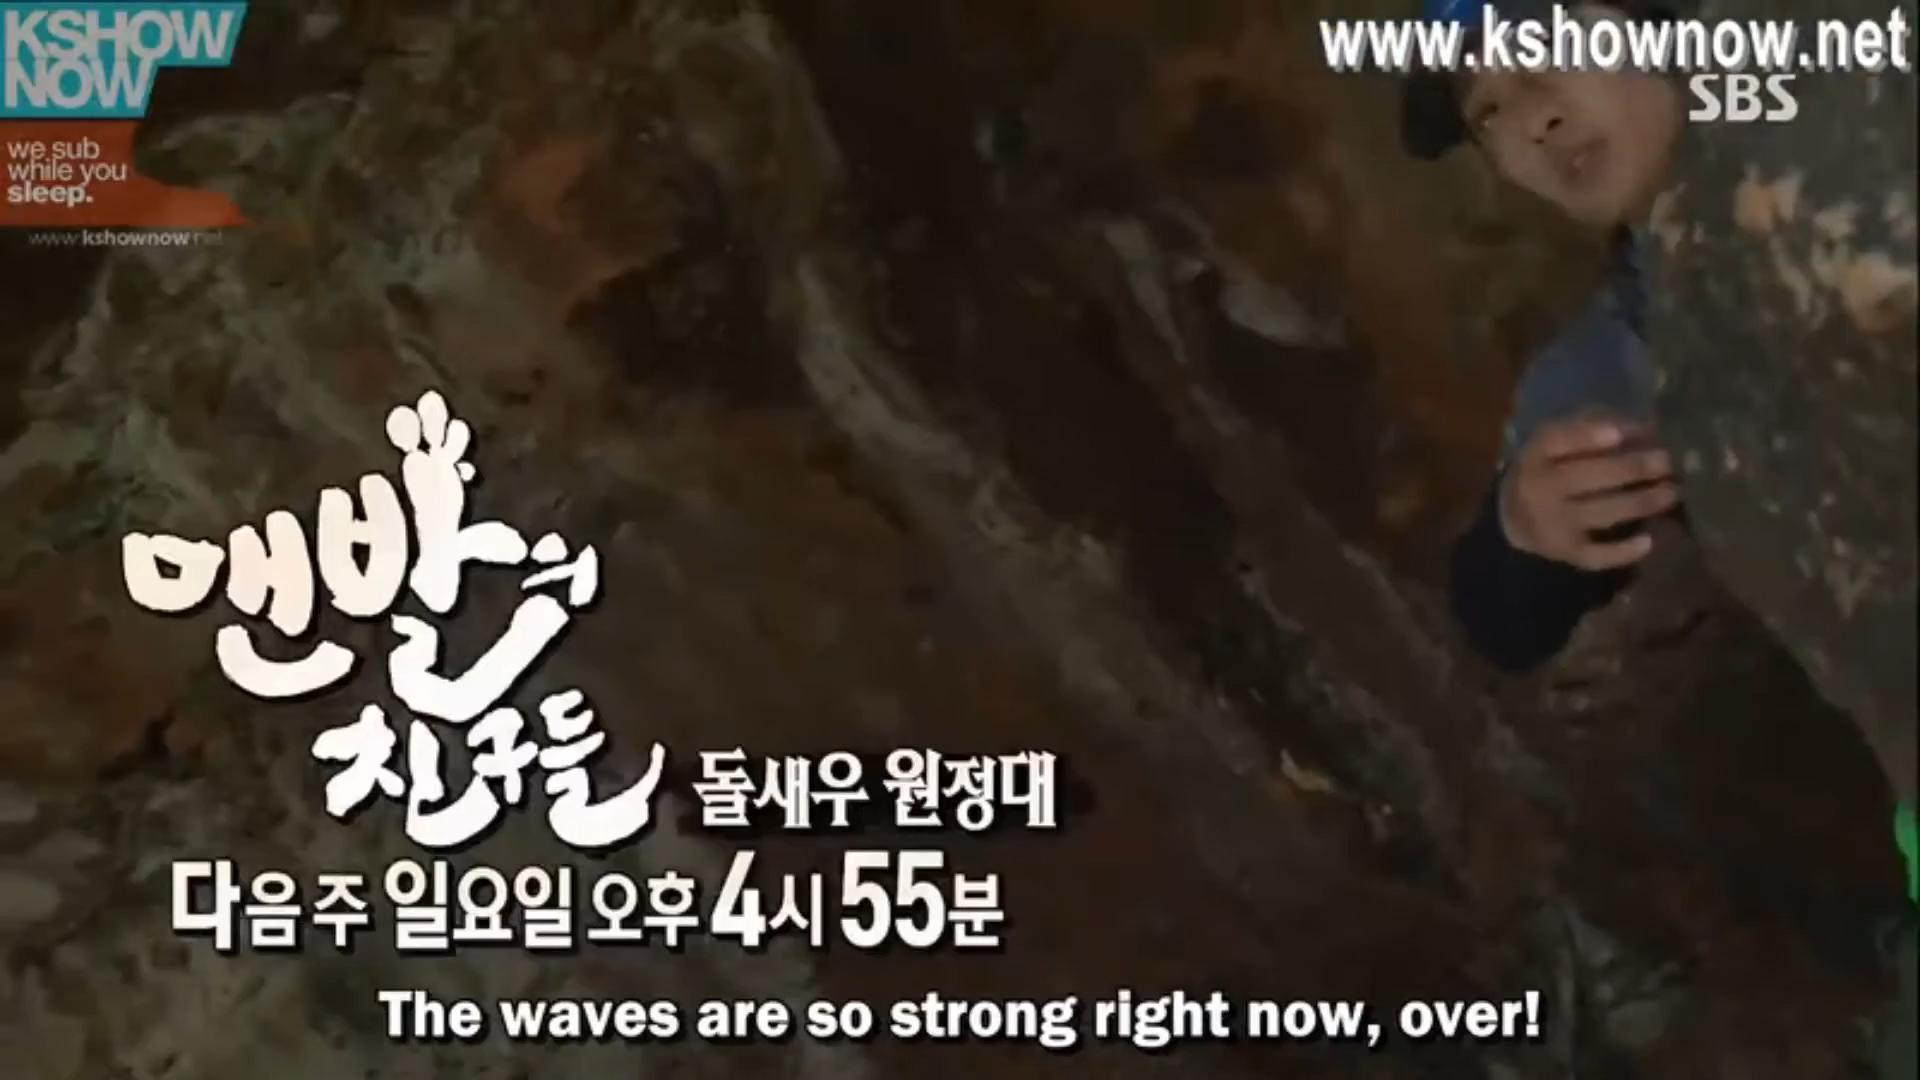 KSHOW
NOW
www.kshownow.net
SBS
we sub
while you
sleep.
www.kshownow.net
맨발의
친구들
돌새우 원정대
다음 주 일요일 오후 4시 55분
The waves are so strong right now, over!